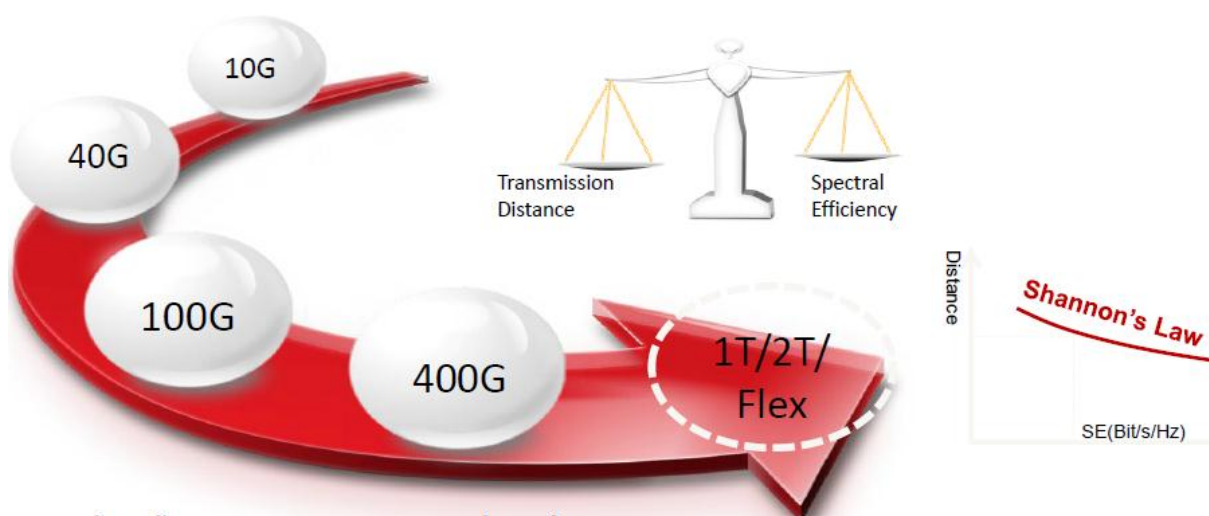 10G
40G
100G
400G
1T/2T/
Flex
Transmission
Distance
Spectral
Efficiency
Distance
Shannon's Law
SE(Bit/s/Hz)